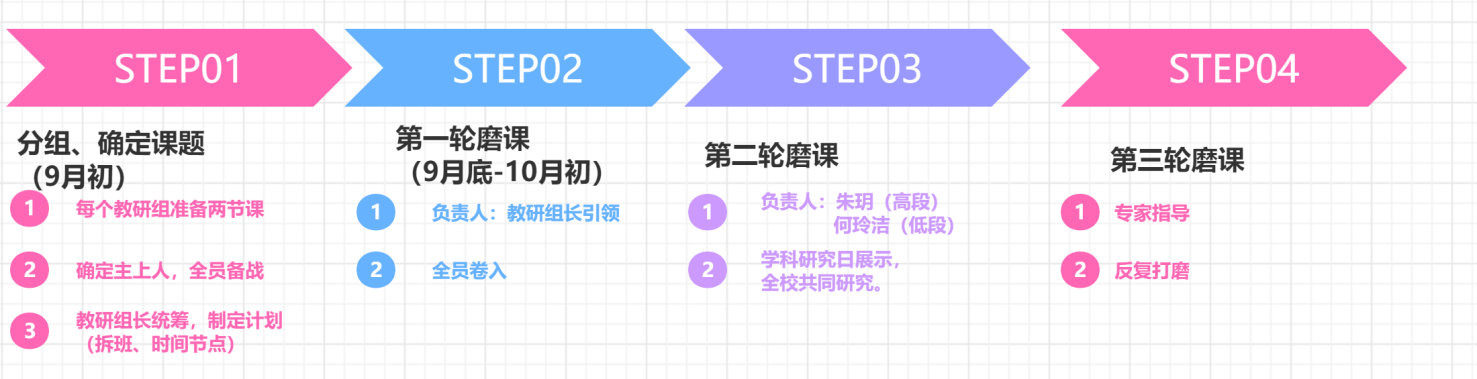 STEP01
分组、确定课题
（9月初）
1
每个教研组准备两节课
2
确定主上人，全员备战
3
教研组长统筹，制定计划
（拆班、时间节点）
STEP02
第一轮磨课
（9月底-10月初）
1
负责人：教研组长引领
2
全员卷入
STEP03
第二轮磨课
1
负责人：朱玥（高段）
何玲洁（低段）
2
学科研究日展示，
全校共同研究。
STEP04
第三轮磨课
1
专家指导
2
反复打磨